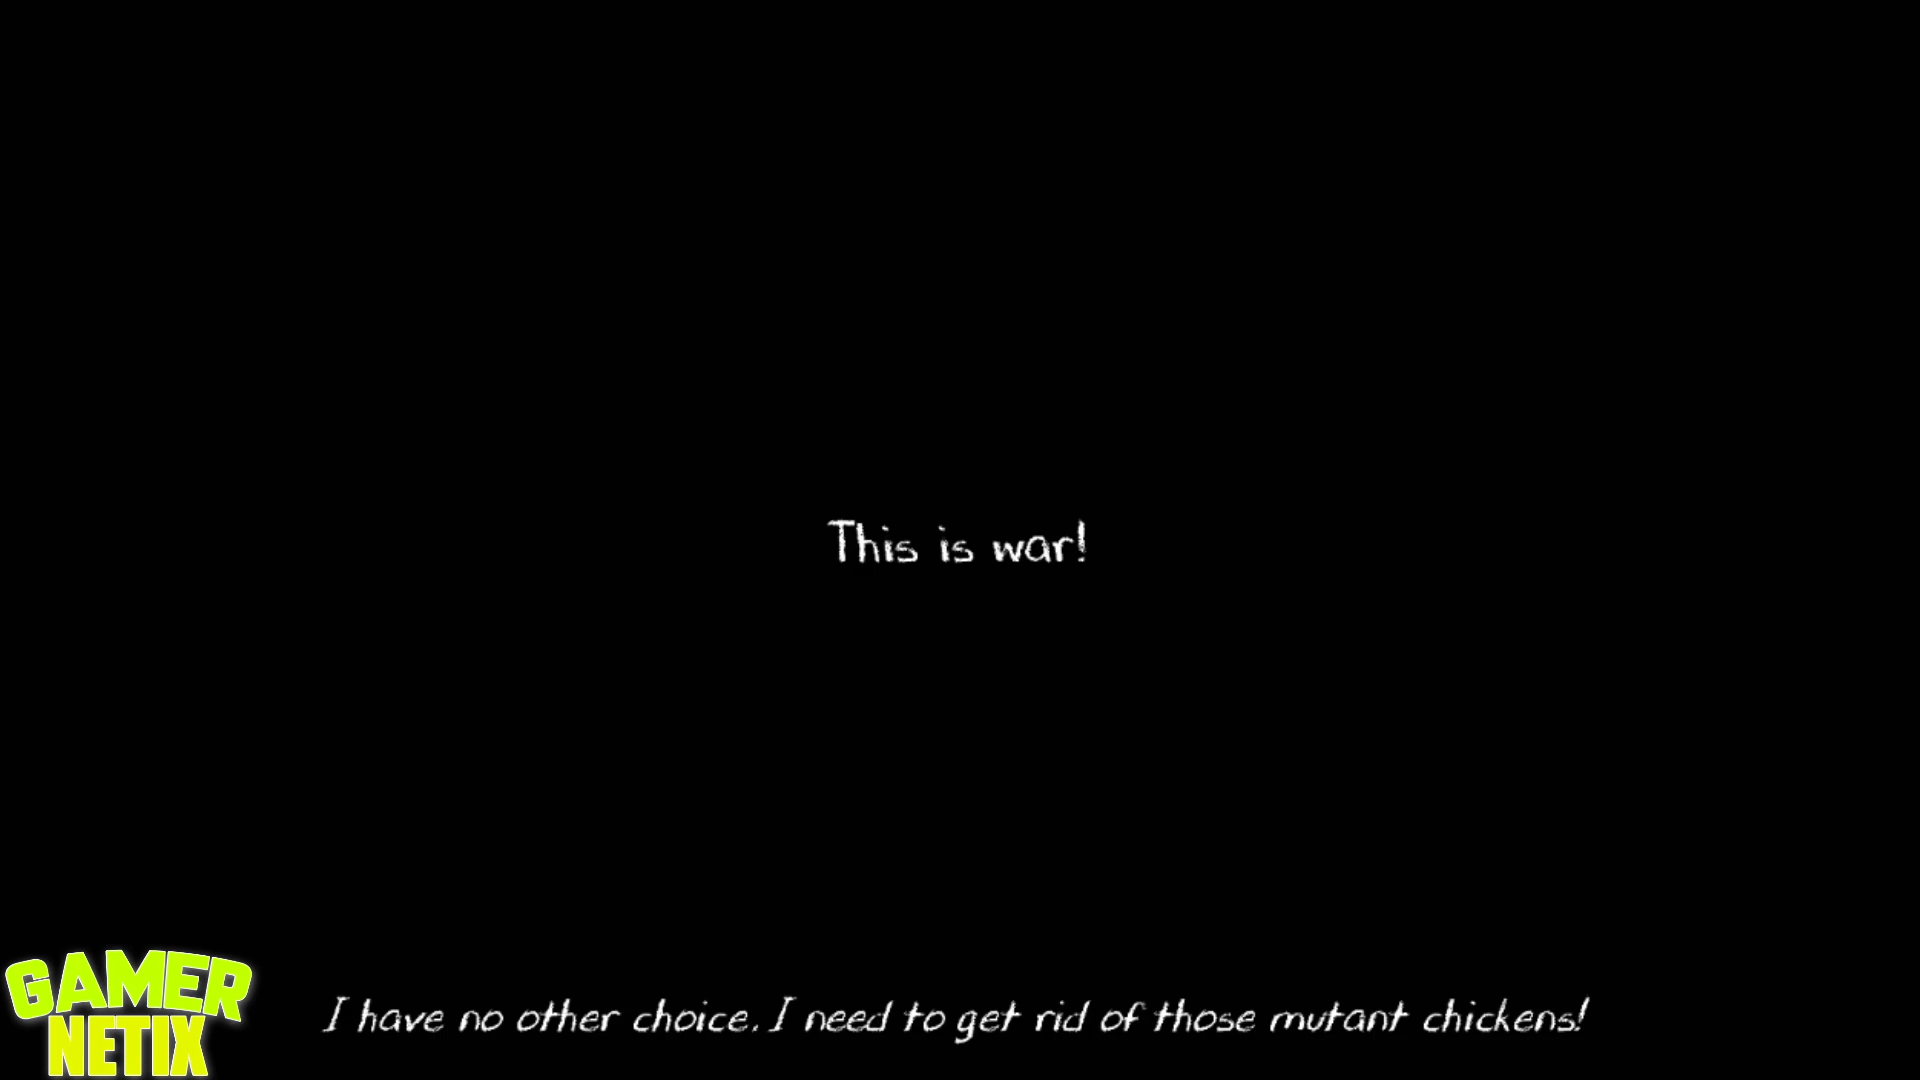 This is war!
GAMER
NETIX
I have no other choice. I need to get rid of those mutant chickens!